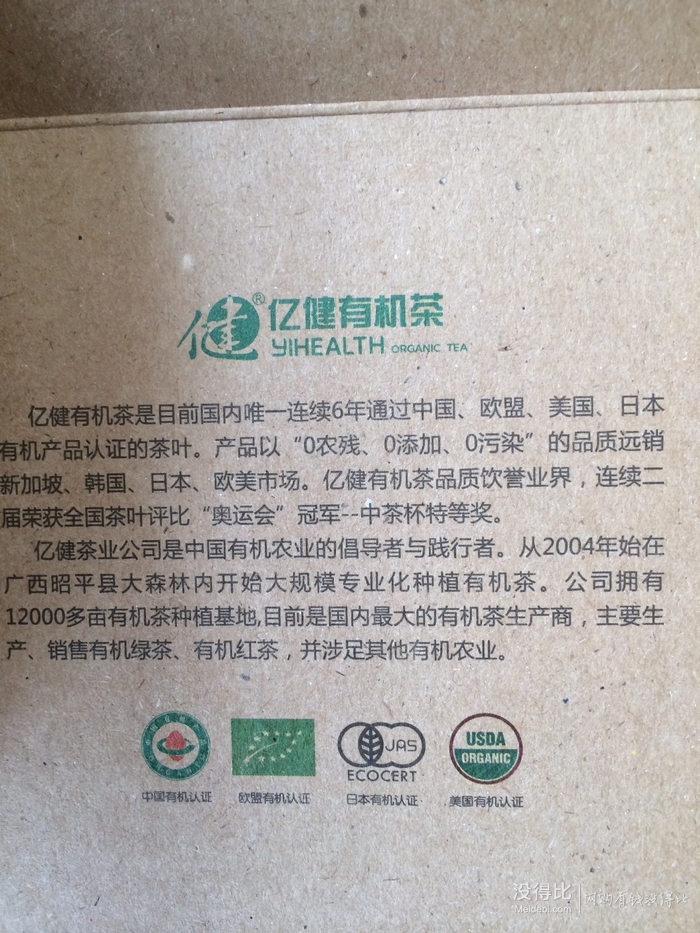 健®亿健有机茶
YIHEALTH ORGANIC TEA
亿健有机茶是目前国内唯一连续6年通过中国、欧盟、美国、日本
有机产品认证的茶叶。产品以“0农残、0添加、0污染”的品质远销
新加坡、韩国、日本、欧美市场。亿健有机茶品质饮誉业界，连续二
届荣获全国茶叶评比“奥运会”冠军--中茶杯特等奖。
亿健茶业公司是中国有机农业的倡导者与践行者。从2004年始在
广西昭平县大森林内开始大规模专业化种植有机茶。公司拥有
12000多亩有机茶种植基地,目前是国内最大的有机茶生产商，主要生
产、销售有机绿茶、有机红茶，并涉足其他有机农业。
JAS
ECOCERT
USDA
ORGANIC
中国有机认证 欧盟有机认证 日本有机认证 美国有机认证
没得比
Meidebi.com
网购有钱没得比